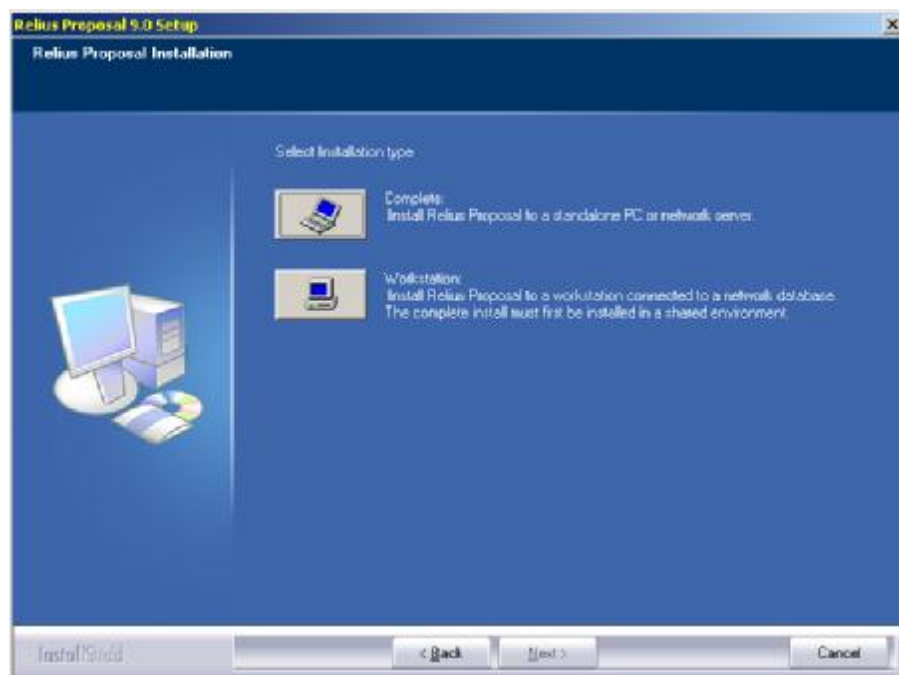 Relius Proposal 9.0 Setup
Relius Proposal Installation
Select Installation type
Complete:
Install Relius Proposal to a standalone PC or network server.
Workstation:
Install Relius Proposal to a workstation connected to a network database.
The complete install must first be installed in a shared environment.
InstallShield
< Back
Next >
Cancel